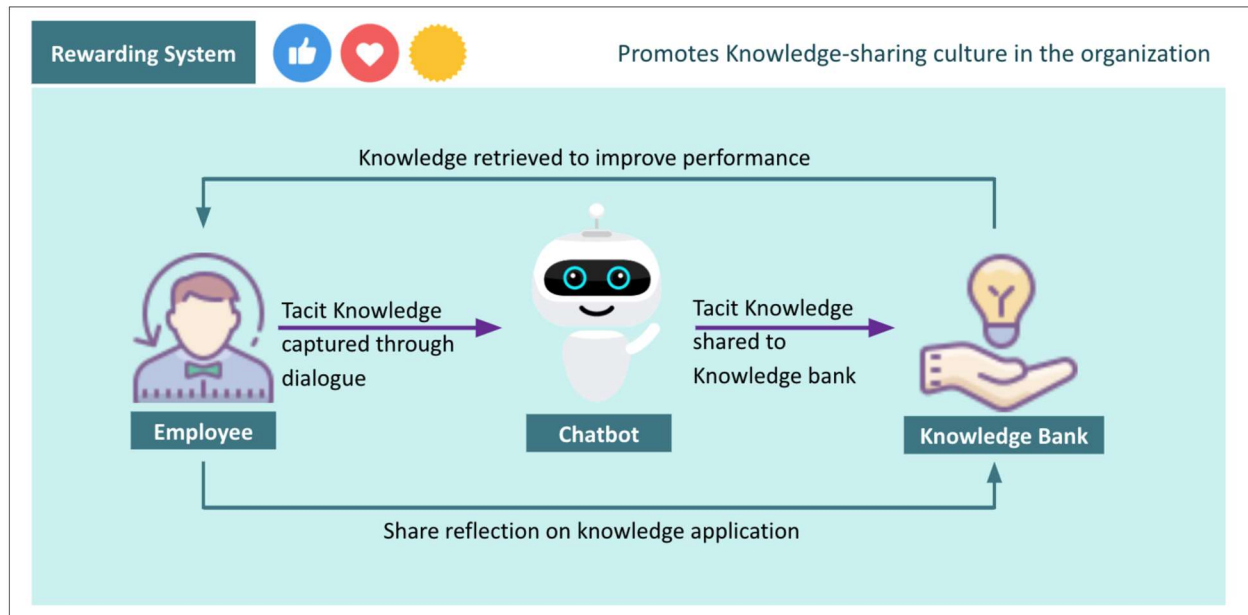 Rewarding System
Promotes Knowledge-sharing culture in the organization
Knowledge retrieved to improve performance
Tacit Knowledge
captured through
dialogue
Tacit Knowledge
shared to
Knowledge bank
Employee
Chatbot
Knowledge Bank
Share reflection on knowledge application